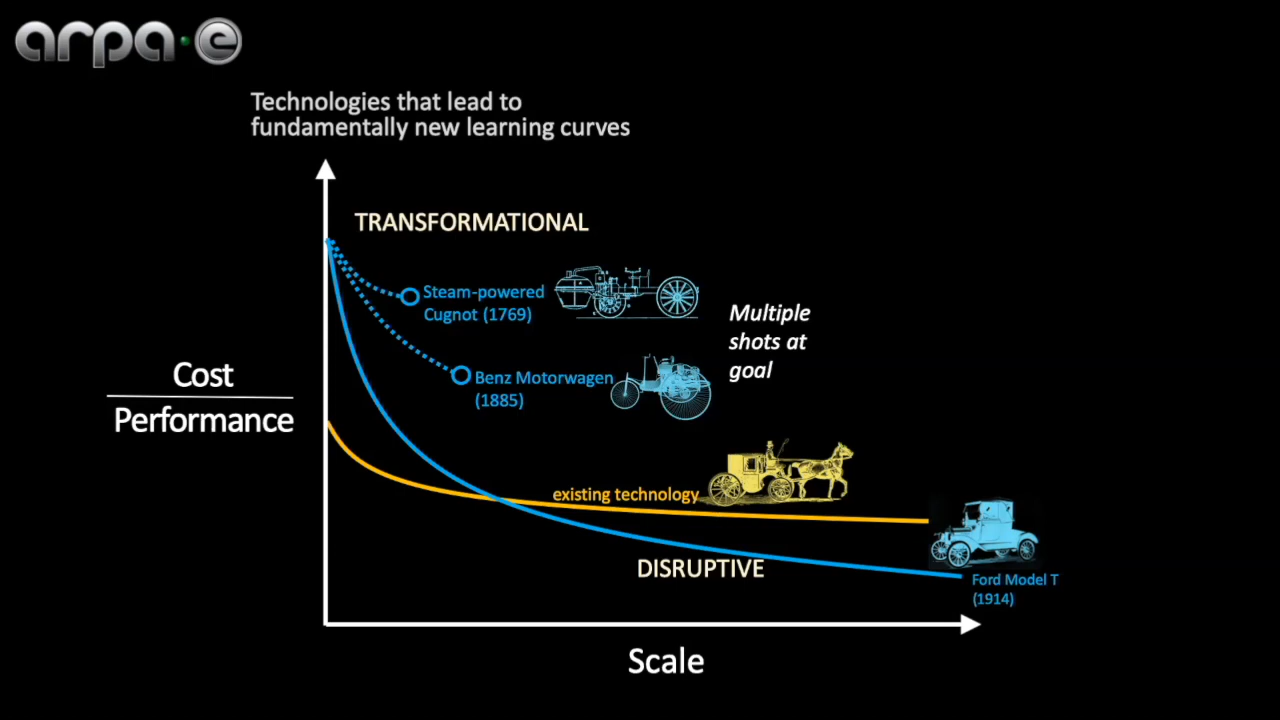 arpa·e
Technologies that lead to
fundamentally new learning curves
TRANSFORMATIONAL
Steam-powered
Cugnot (1769)
Multiple
shots at
goal
Cost
Performance
Benz Motorwagen
(1885)
existing technology
DISRUPTIVE
Ford Model T
(1914)
Scale